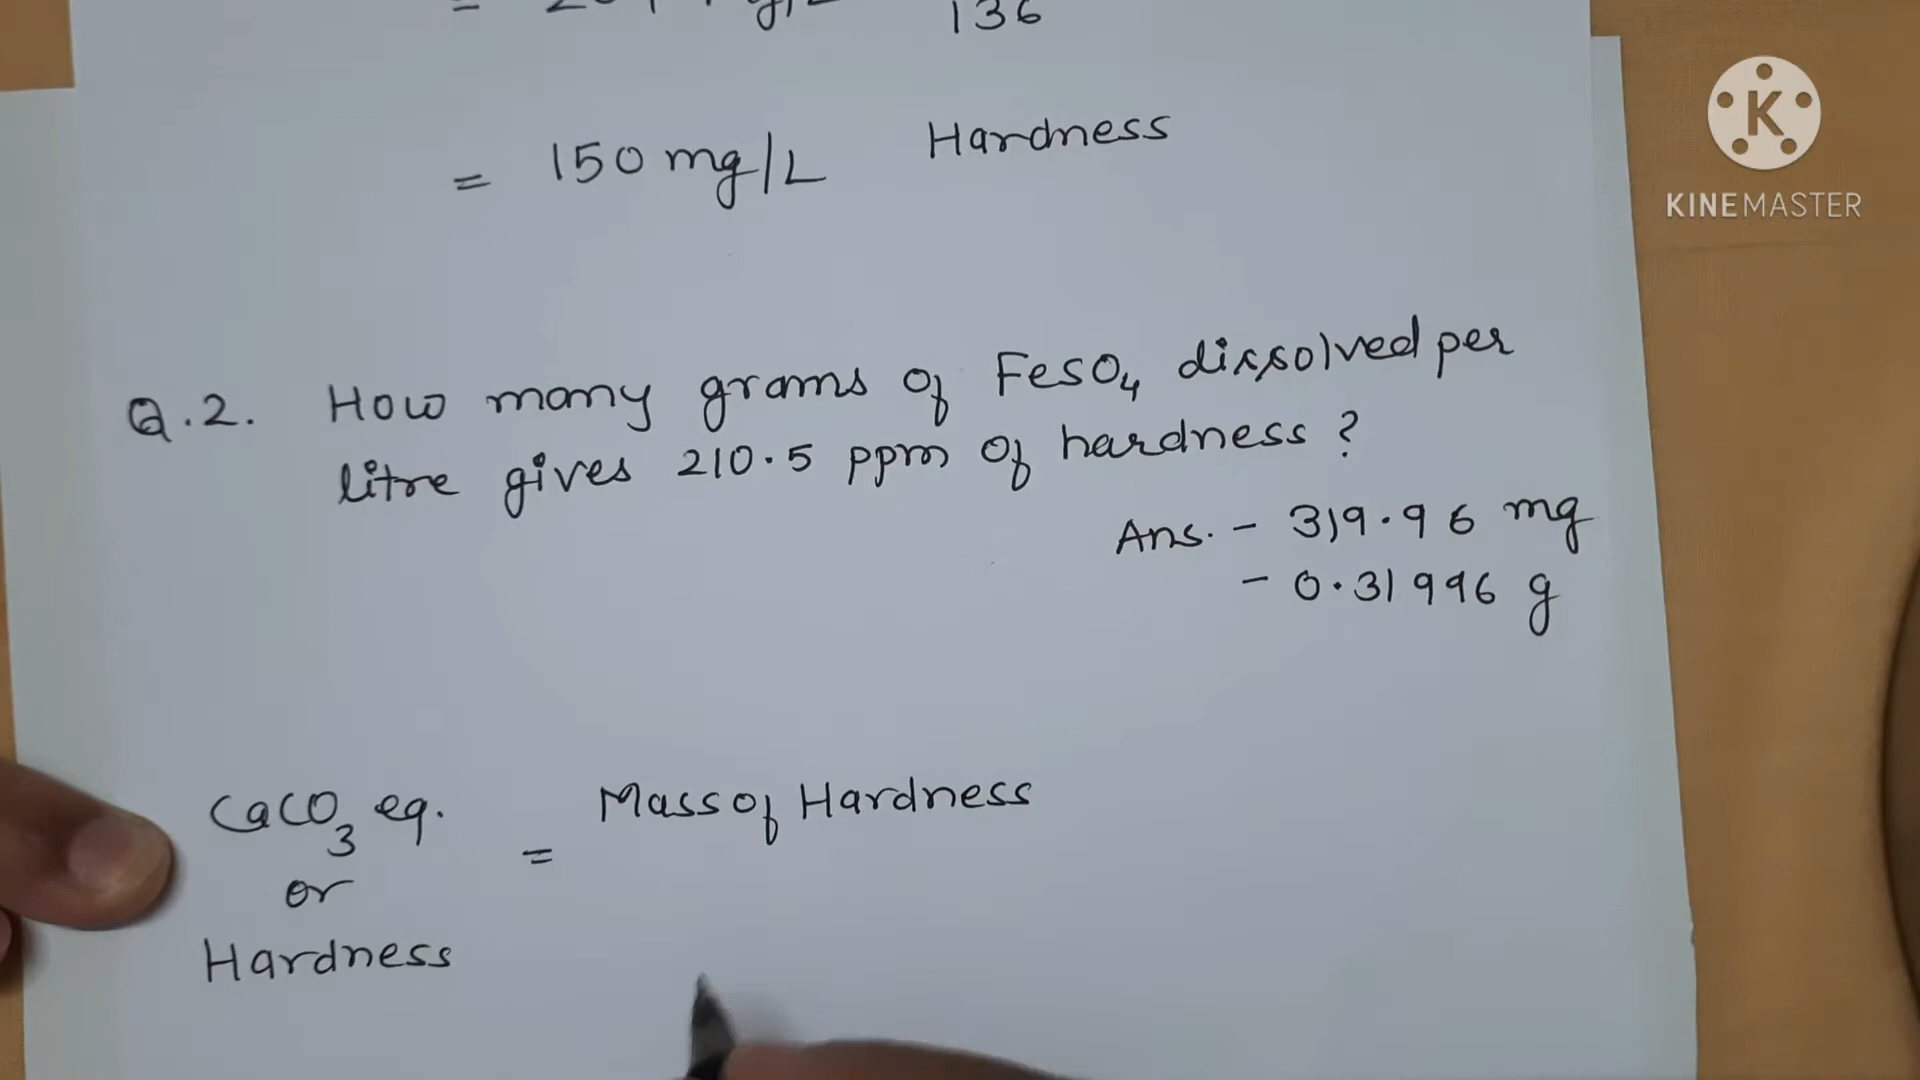 136
= 150 mg/L Hardness
KINEMASTER
Q.2. How many grams of FeSO₄ dissolved per
litre gives 210.5 ppm of hardness ?
Ans. - 319.96 mg
- 0.31996 g
CaCO₃ eq. = Mass of Hardness
or
Hardness